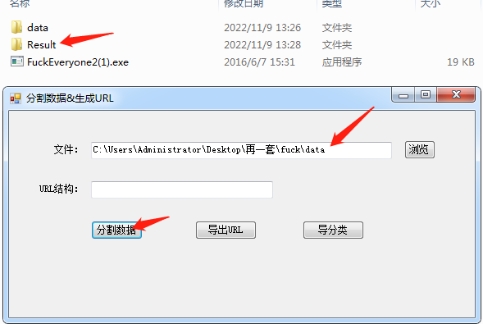 名称 修改日期 类型 大小
data 2022/11/9 13:26 文件夹
Result 2022/11/9 13:28 文件夹
FuckEveryone2(1).exe 2016/6/7 15:31 应用程序 19 KB
分割数据&生成URL
文件： C:\Users\Administrator\Desktop\再一套\fuck\data 浏览
URL结构：
分割数据 导出URL 导分类